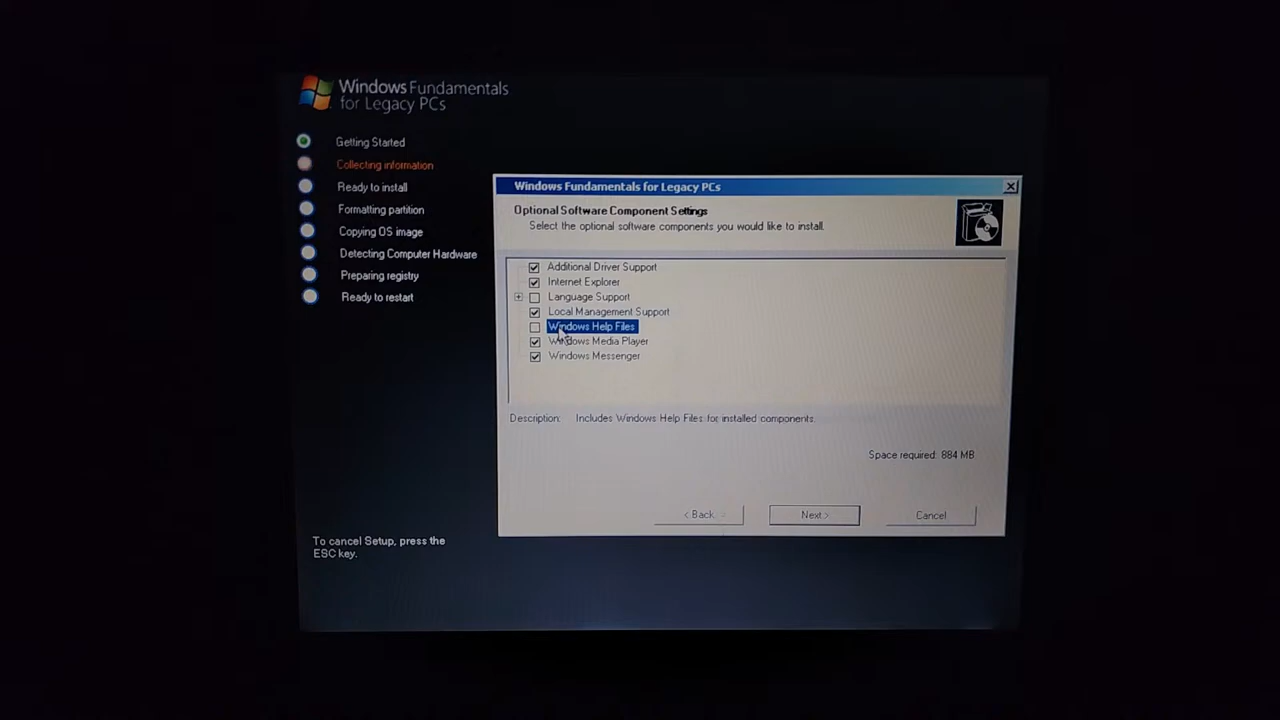 Windows Fundamentals
for Legacy PCs
Getting Started
Collecting information
Ready to install
Formatting partition
Copying OS image
Detecting Computer Hardware
Preparing registry
Ready to restart
To cancel Setup, press the
ESC key.
Windows Fundamentals for Legacy PCs
Optional Software Component Settings
Select the optional software components you would like to install.
Additional Driver Support
Internet Explorer
Language Support
Local Management Support
Windows Help Files
Windows Media Player
Windows Messenger
Description: Includes Windows Help Files for installed components.
Space required: 884 MB
< Back
Next >
Cancel